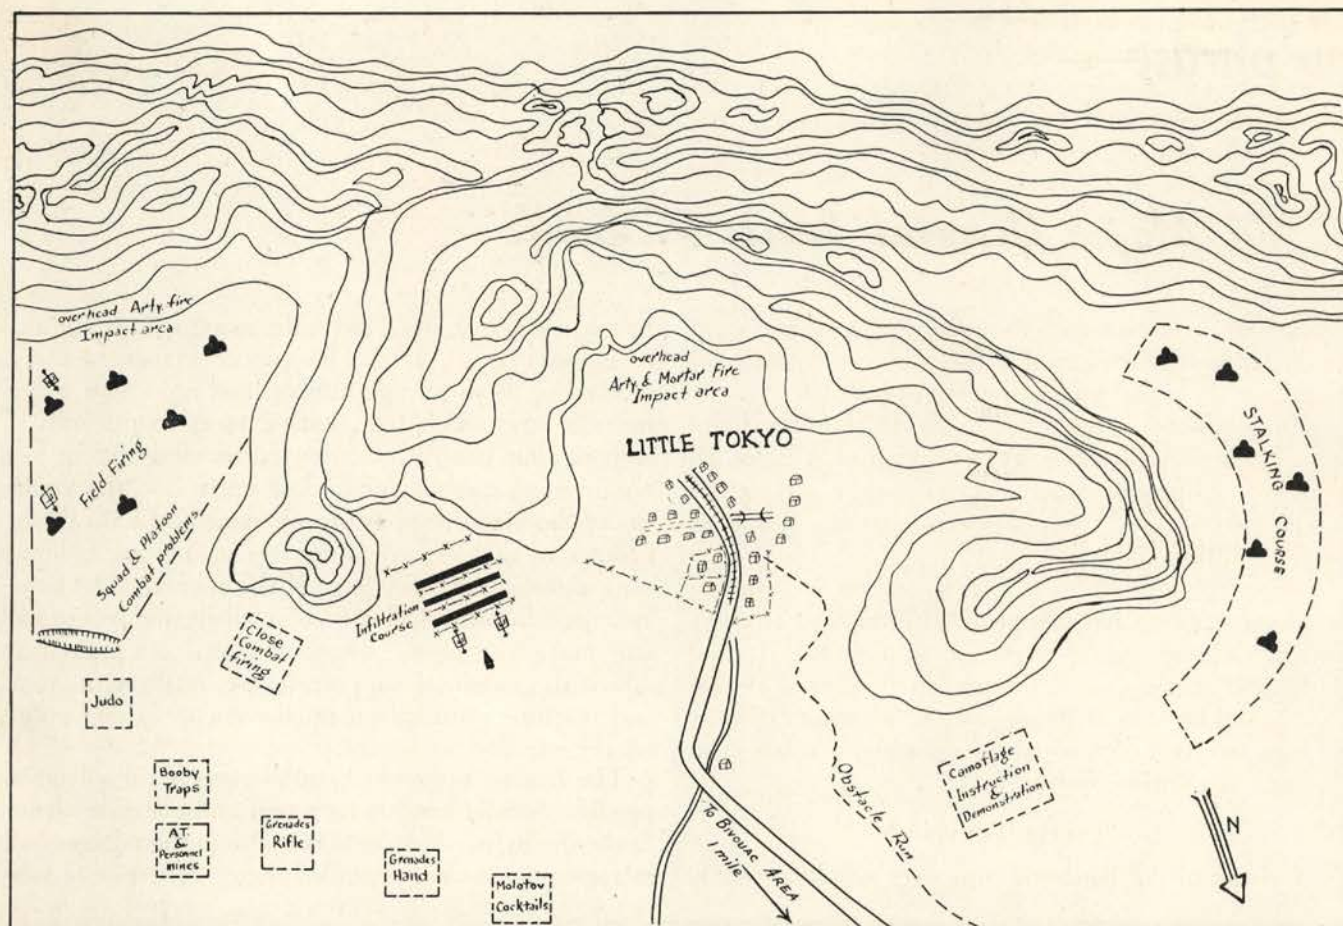 overhead Arty. fire
Impact area
overhead
Arty. & Mortar Fire
Impact area
LITTLE TOKYO
STALKING COURSE
Field Firing
Squad & Platoon
Combat problems
Infiltration
Course
Close
Combat
firing
Judo
Booby
Traps
A.T.
&
Personnel
mines
Grenades
Rifle
Grenades
Hand
Molotov
Cocktails
To BIVOUAC AREA
1 mile
Obstacle Run
Camoflage
Instruction
&
Demonstration
N